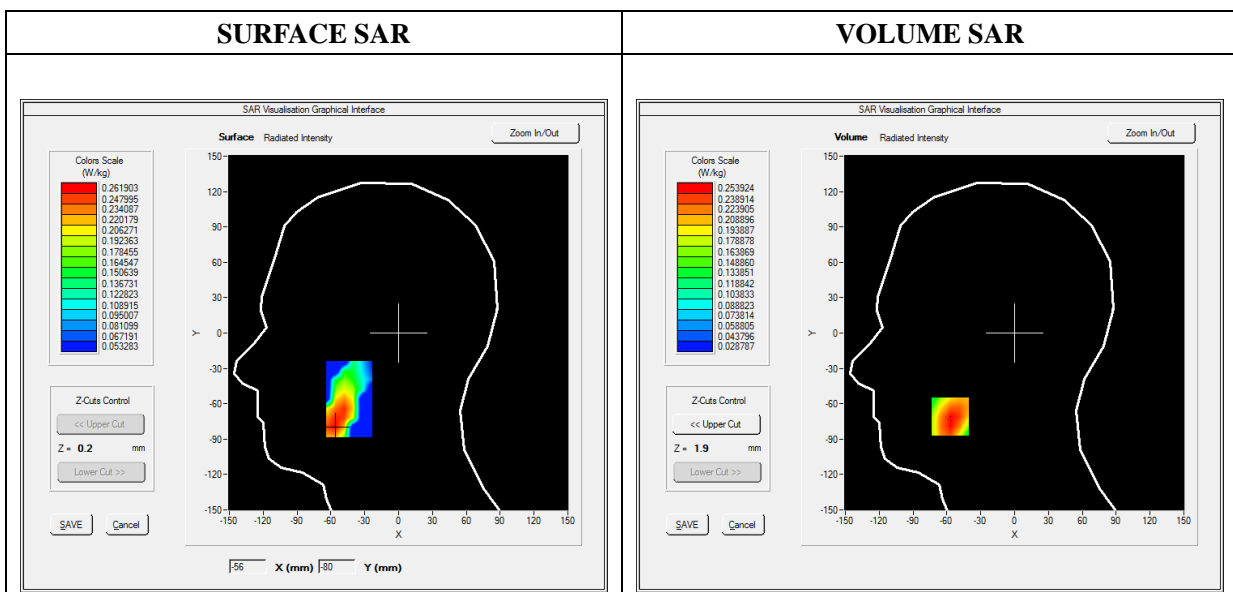 SURFACE SAR
VOLUME SAR
SAR Visualisation Graphical Interface
Surface Radiated Intensity
Zoom In/Out
Colors Scale
(W/kg)
0.261903
0.247995
0.234087
0.220179
0.206271
0.192363
0.178455
0.164547
0.150639
0.136731
0.122823
0.108915
0.095007
0.081099
0.067191
0.053283
Z-Cuts Control
<< Upper Cut
Z = 0.2 mm
Lower Cut >>
SAVE Cancel
150
120
90
60
30
0
-30
-60
-90
-120
-150
Y
-150 -120 -90 -60 -30 0 30 60 90 120 150
X
-56 X (mm) -80 Y (mm)
SAR Visualisation Graphical Interface
Volume Radiated Intensity
Zoom In/Out
Colors Scale
(W/kg)
0.253924
0.238914
0.223905
0.208896
0.193887
0.178878
0.163869
0.148860
0.133851
0.118842
0.103833
0.088823
0.073814
0.058805
0.043796
0.028787
Z-Cuts Control
<< Upper Cut
Z = 1.9 mm
Lower Cut >>
SAVE Cancel
150
120
90
60
30
0
-30
-60
-90
-120
-150
Y
-150 -120 -90 -60 -30 0 30 60 90 120 150
X